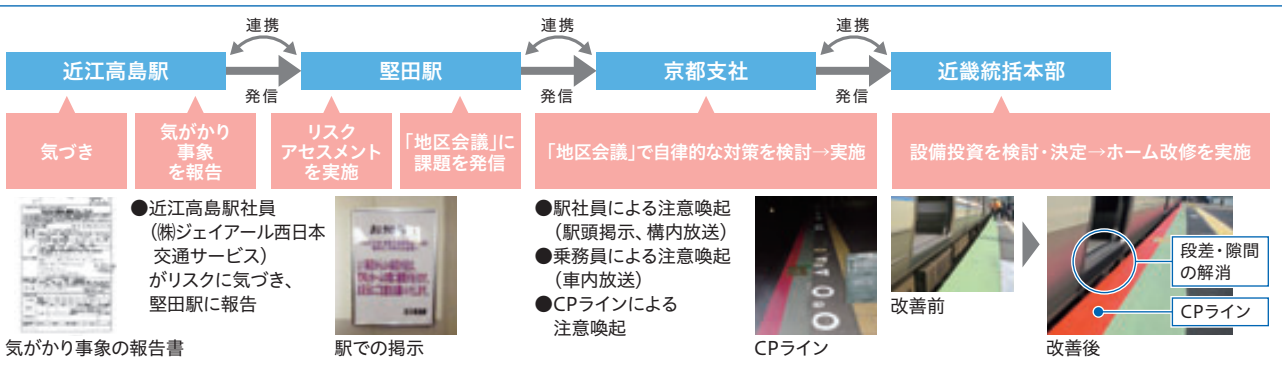 連携
連携
連携
近江高島駅
堅田駅
京都支社
近畿統括本部
発信
発信
発信
気づき
気がかり
事象
を報告
リスク
アセスメント
を実施
「地区会議」に
課題を発信
「地区会議」で自律的な対策を検討→実施
設備投資を検討・決定→ホーム改修を実施
●近江高島駅社員
(㈱ジェイアール西日本
交通サービス)
がリスクに気づき、
堅田駅に報告
●駅社員による注意喚起
(駅頭掲示、構内放送)
●乗務員による注意喚起
(車内放送)
●CPラインによる
注意喚起
段差・隙間
の解消
CPライン
改善前
気がかり事象の報告書
駅での掲示
CPライン
改善後